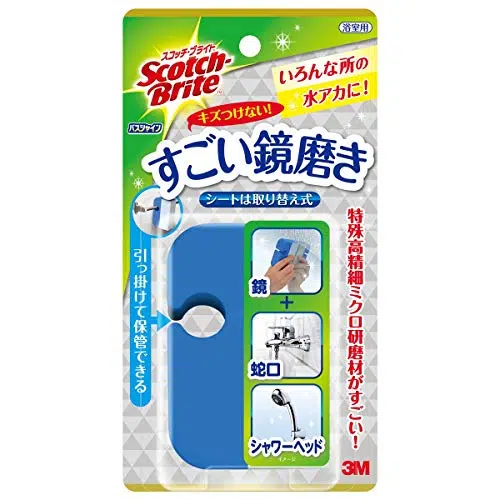 浴室用
スコッチ・ブライト
Scotch-
Brite™
いろんな所の
水アカに!
バスシャイン
キズつけない!
すごい鏡磨き
シートは取り替え式
引っ掛けて保管できる
特殊高精細ミクロ研磨材がすごい!
鏡
+
蛇口
シャワーヘッド
イメージ
3M